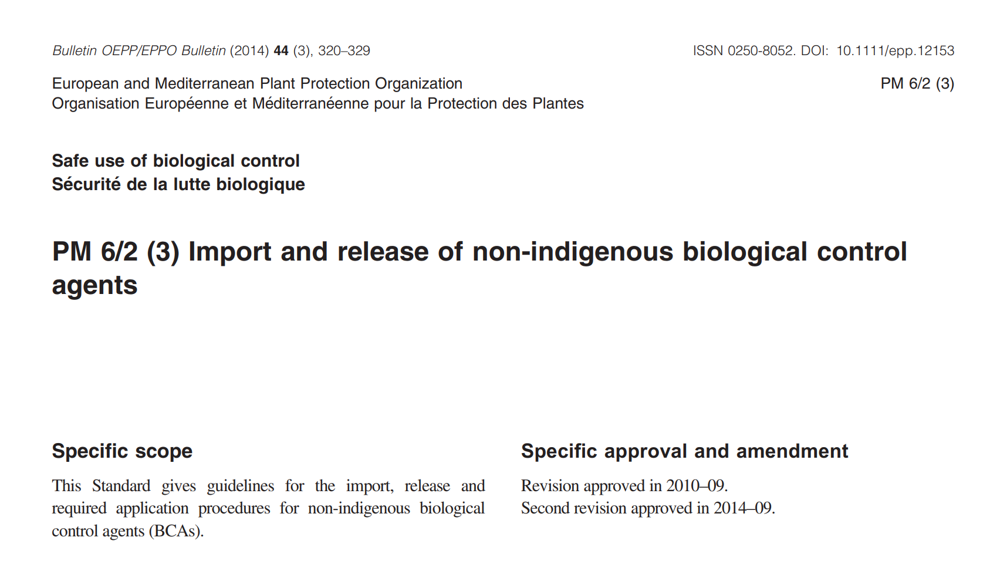 Bulletin OEPP/EPPO Bulletin (2014) 44 (3), 320–329
ISSN 0250-8052. DOI: 10.1111/epp.12153
European and Mediterranean Plant Protection Organization
PM 6/2 (3)
Organisation Européenne et Méditerranéenne pour la Protection des Plantes
Safe use of biological control
Sécurité de la lutte biologique
PM 6/2 (3) Import and release of non-indigenous biological control
agents
Specific scope
This Standard gives guidelines for the import, release and
required application procedures for non-indigenous biological
control agents (BCAs).
Specific approval and amendment
Revision approved in 2010–09.
Second revision approved in 2014–09.